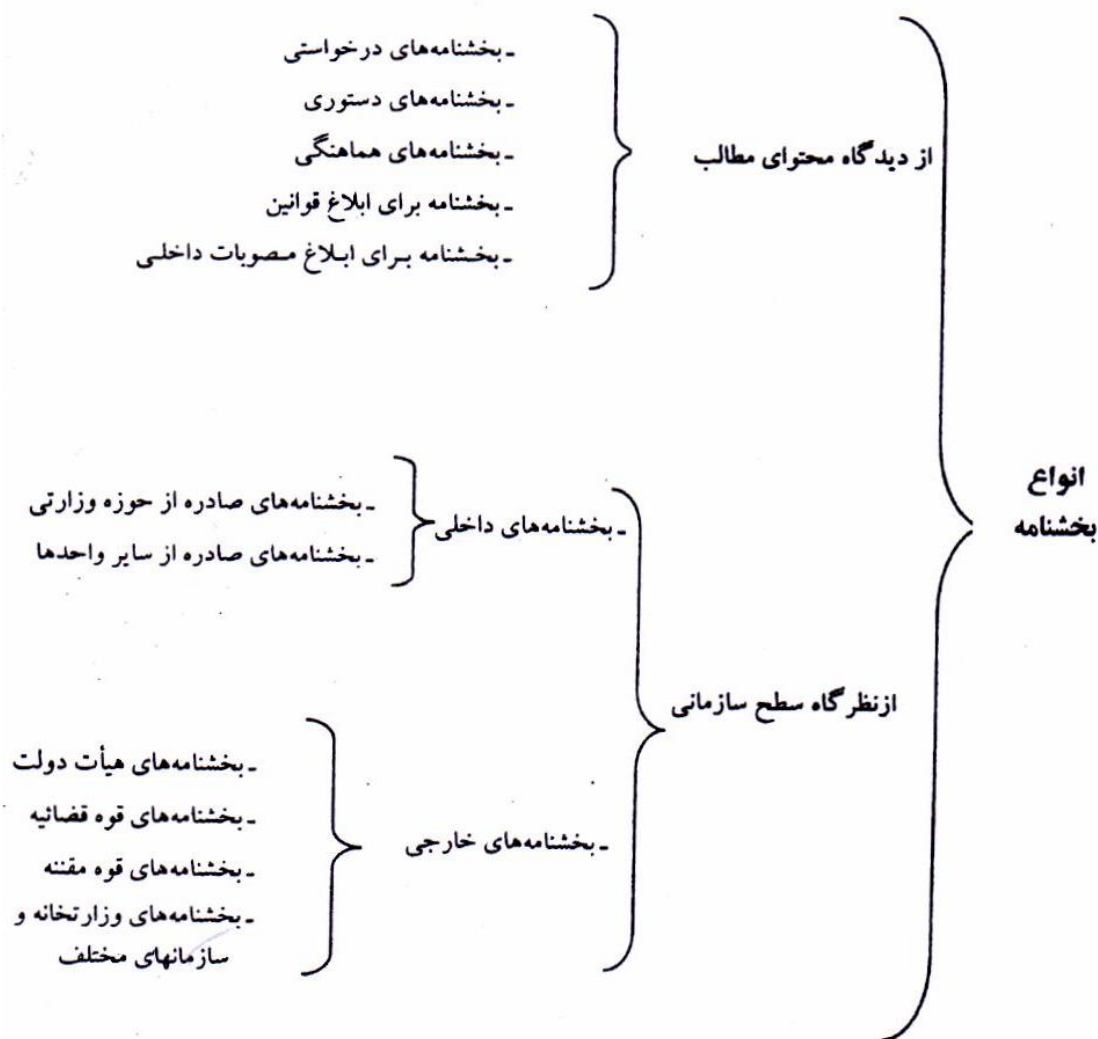 انواع
بخشنامه
از دیدگاه محتوای مطالب
ـ بخشنامه‌های درخواستی
ـ بخشنامه‌های دستوری
ـ بخشنامه‌های هماهنگی
ـ بخشنامه برای ابلاغ قوانین
ـ بخشنامه برای ابلاغ مصوبات داخلی
ازنظرگاه سطح سازمانی
ـ بخشنامه‌های داخلی
ـ بخشنامه‌های صادره از حوزه وزارتی
ـ بخشنامه‌های صادره از سایر واحدها
ـ بخشنامه‌های خارجی
ـ بخشنامه‌های هیأت دولت
ـ بخشنامه‌های قوه قضائیه
ـ بخشنامه‌های قوه مقننه
ـ بخشنامه‌های وزارتخانه و
سازمانهای مختلف